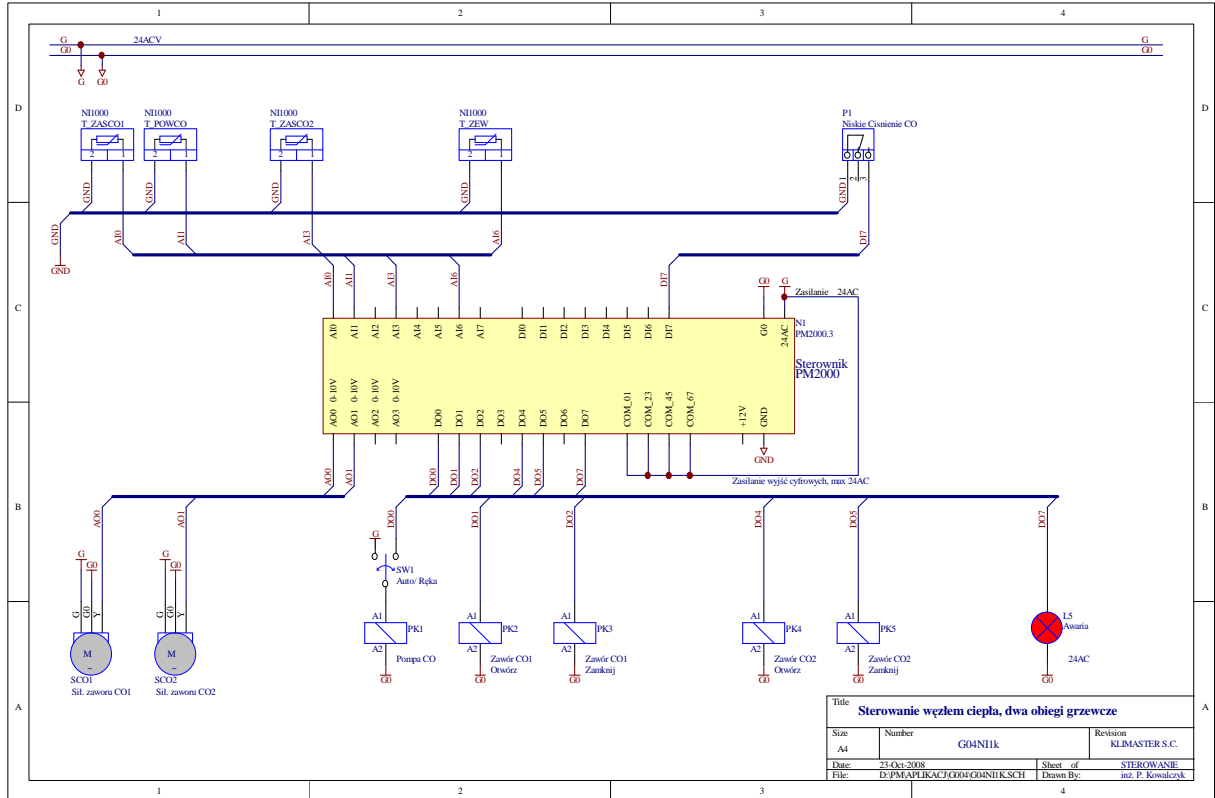 1 2 3 4
G 24ACV G
G0 G0
G G0
D D
NI1000 NI1000 NI1000 NI1000 P1
T_ZASCO1 T_POWCO T_ZASCO2 T_ZEW Niskie Cisnienie CO
2 1 2 1 2 1 2 1
GND GND GND GND GND 1 2 3
GND AI0 AI1 AI3 AI6 DI7
GND
AI0 AI1 AI3 AI6 DI7 G0 G
Zasilanie 24AC
C C
AI0 AI1 AI2 AI3 AI4 AI5 AI6 AI7 DI0 DI1 DI2 DI3 DI4 DI5 DI6 DI7 G0 24AC
N1
PM2000.3
Sterownik
PM2000
AO0 0-10V AO1 0-10V AO2 0-10V AO3 0-10V DO0 DO1 DO2 DO3 DO4 DO5 DO6 DO7 COM_01 COM_23 COM_45 COM_67 +12V GND
GND
AO0 AO1 DO0 DO1 DO2 DO4 DO5 DO7
Zasilanie wyjść cyfrowych, max 24AC
B B
AO0 AO1 DO0 DO1 DO2 DO4 DO5 DO7
G
G G0 G G0
SW1
Auto/ Ręka
G G0 Y G G0 Y
A1 A1 A1 A1 A1 L5
PK1 PK2 PK3 PK4 PK5 Awaria
M M
~ ~
A2 A2 A2 A2 A2
Pompa CO Zawór CO1 Zawór CO1 Zawór CO2 Zawór CO2 24AC
Otwórz Zamknij Otwórz Zamknij
G0 G0 G0 G0 G0 G0
SCO1 SCO2
Sił. zaworu CO1 Sił. zaworu CO2
A A
Title
Sterowanie węzłem ciepła, dwa obiegi grzewcze
Size Number Revision
A4 G04NI1k KLIMASTER S.C.
Date: 23-Oct-2008 Sheet of STEROWANIE
File: D:\PM\APLIKACJ\G004\G04NI1K.SCH Drawn By: inż. P. Kowalczyk
1 2 3 4